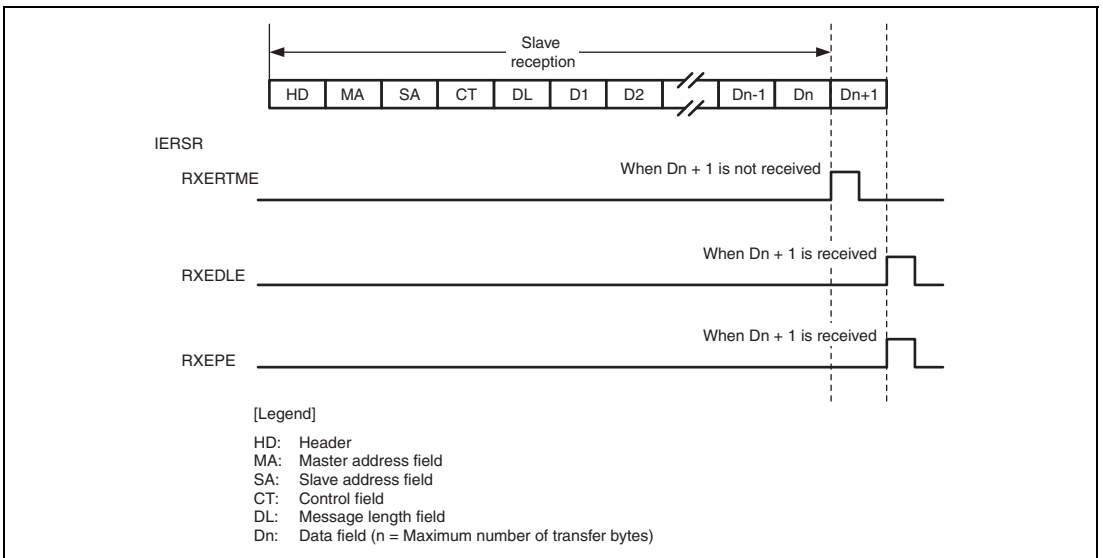 Slave
reception
HD MA SA CT DL D1 D2 Dn-1 Dn Dn+1
IERSR
When Dn + 1 is not received
RXERTME
When Dn + 1 is received
RXEDLE
When Dn + 1 is received
RXEPE
[Legend]
HD: Header
MA: Master address field
SA: Slave address field
CT: Control field
DL: Message length field
Dn: Data field (n = Maximum number of transfer bytes)